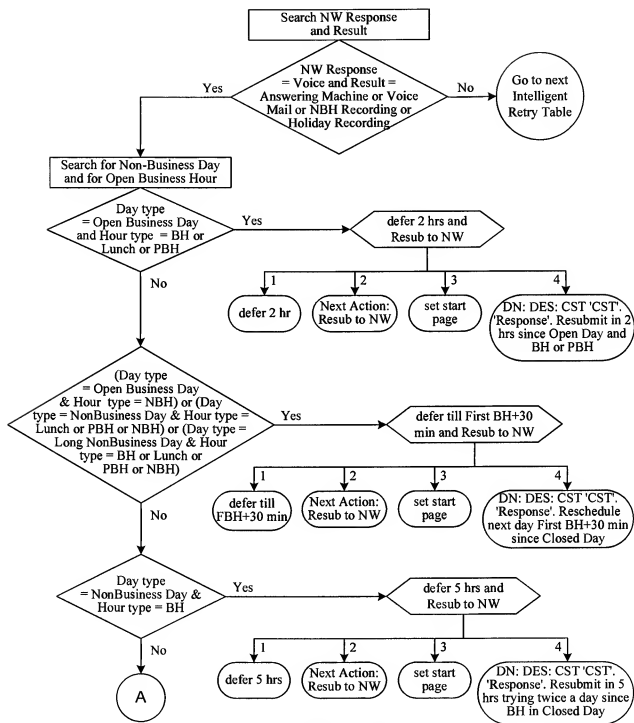 Search NW Response
and Result
NW Response
= Voice and Result =
Answering Machine or Voice
Mail or NBH Recording or
Holiday Recording
Yes
No
Go to next
Intelligent
Retry Table
Search for Non-Business Day
and for Open Business Hour
Day type
= Open Business Day
and Hour type = BH or
Lunch or PBH
Yes
defer 2 hrs and
Resub to NW
No
1
2
3
4
defer 2 hr
Next Action:
Resub to NW
set start
page
DN: DES: CST 'CST'.
'Response'. Resubmit in 2
hrs since Open Day and
BH or PBH
(Day type
= Open Business Day
& Hour type = NBH) or (Day
type = NonBusiness Day & Hour type =
Lunch or PBH or NBH) or (Day type =
Long NonBusiness Day & Hour
type = BH or Lunch or
PBH or NBH)
Yes
defer till First BH+30
min and Resub to NW
No
1
2
3
4
defer till
FBH+30 min
Next Action:
Resub to NW
set start
page
DN: DES: CST 'CST'.
'Response'. Reschedule
next day First BH+30 min
since Closed Day
Day type
= NonBusiness Day &
Hour type = BH
Yes
defer 5 hrs and
Resub to NW
No
1
2
3
4
defer 5 hrs
Next Action:
Resub to NW
set start
page
DN: DES: CST 'CST'.
'Response'. Resubmit in 5
hrs trying twice a day since
BH in Closed Day
A